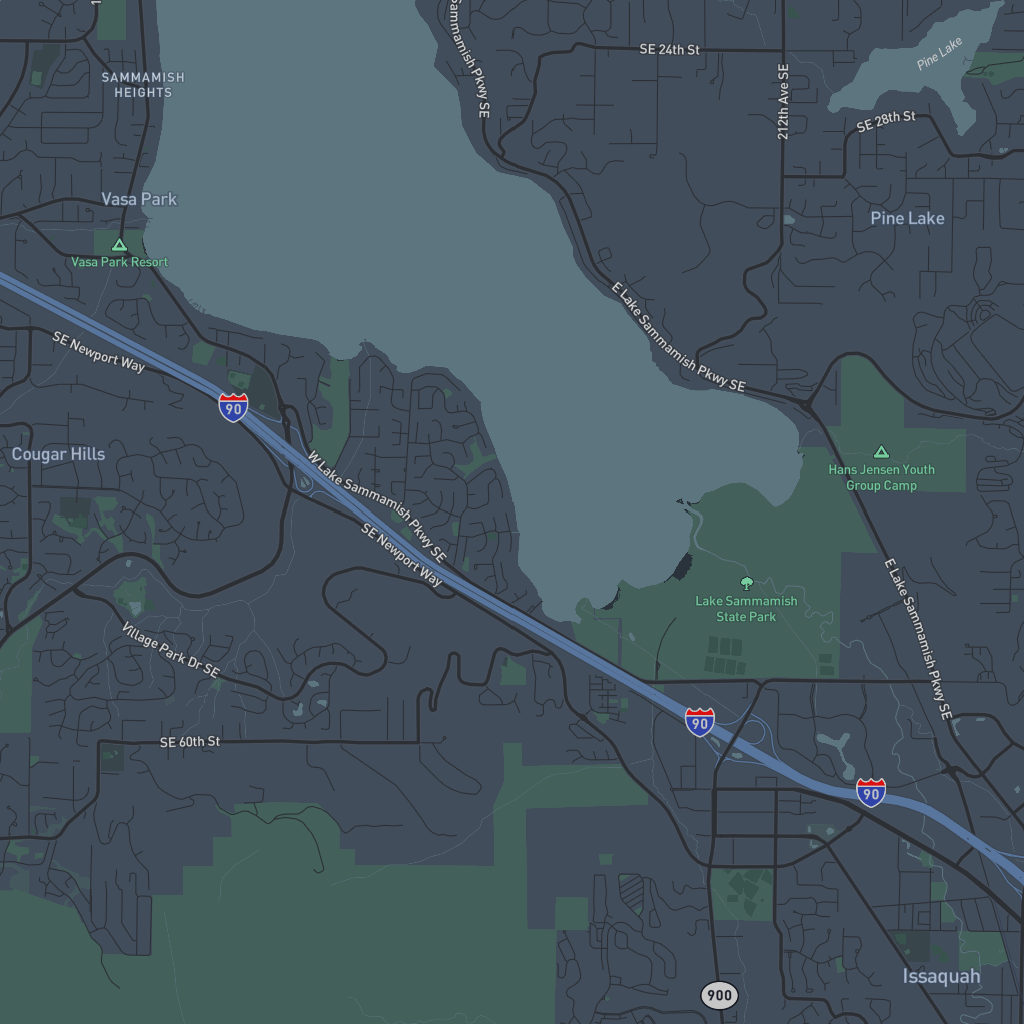 1
Sammamish Pkwy SE
SE 24th St
Pine Lake
SAMMAMISH
HEIGHTS
212th Ave SE
SE 28th St
Vasa Park
Pine Lake
Vasa Park Resort
E Lake Sammamish Pkwy SE
SE Newport Way
90
Cougar Hills
W Lake Sammamish Pkwy SE
Hans Jensen Youth
Group Camp
SE Newport Way
E Lake Sammamish Pkwy SE
Lake Sammamish
State Park
Village Park Dr SE
90
SE 60th St
90
Issaquah
900